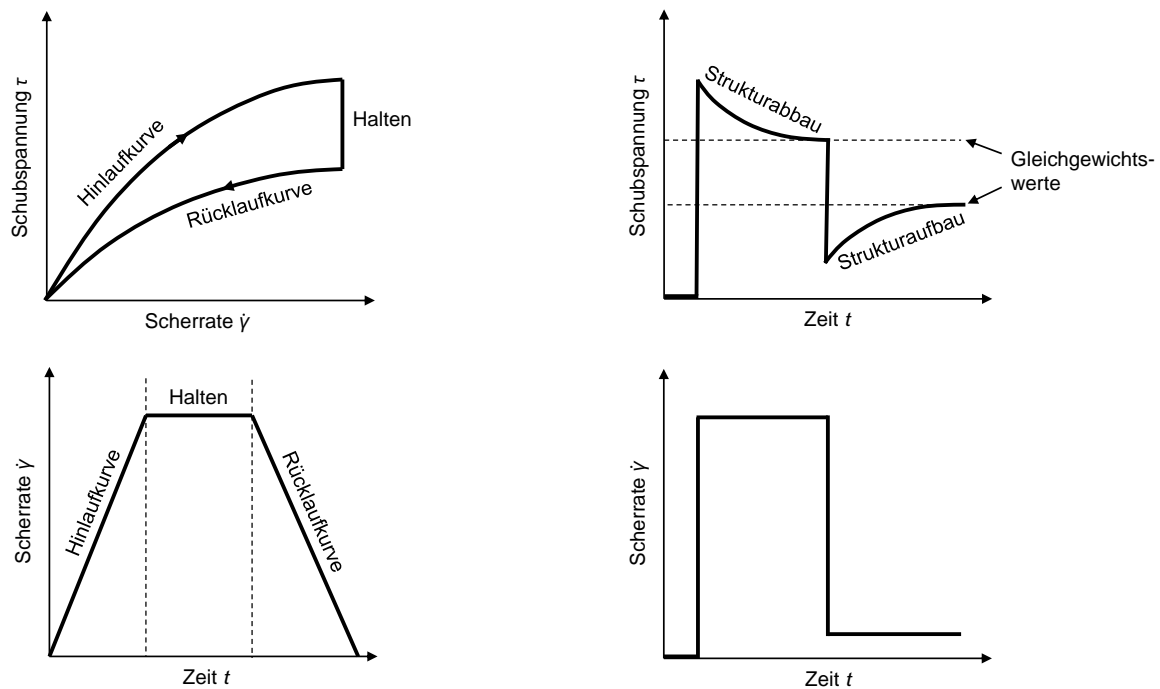 Schubspannung τ
Hinlaufkurve
Halten
Rücklaufkurve
Scherrate γ̇
Schubspannung τ
Strukturabbau
Gleichgewichts-
werte
Strukturaufbau
Zeit t
Scherrate γ̇
Hinlaufkurve
Halten
Rücklaufkurve
Zeit t
Scherrate γ̇
Zeit t